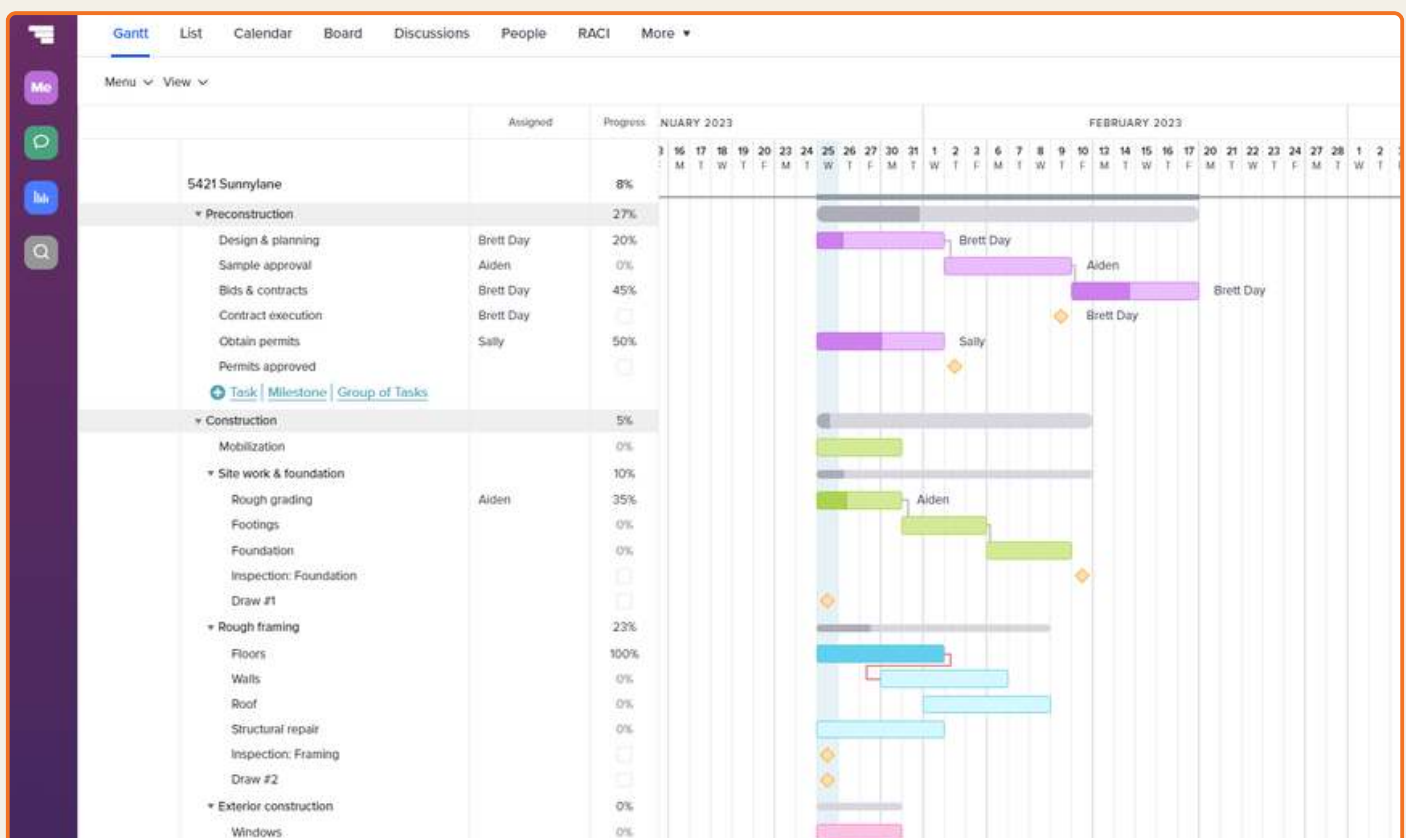 Gantt List Calendar Board Discussions People RACI More ▾
Me
Menu View
Assigned Progress NUARY 2023 FEBRUARY 2023
3 16 17 18 19 20 23 24 25 26 27 30 31 1 2 3 6 7 8 9 10 13 14 15 16 17 20 21 22 23 24 27 28 1 2
M T W T F M T W T F M T W T F M T W T F M T W T F M T W T F M T W T
5421 Sunnylane 8%
Preconstruction 27%
Design & planning Brett Day 20% Brett Day
Sample approval Aiden 0% Aiden
Bids & contracts Brett Day 45% Brett Day
Contract execution Brett Day Brett Day
Obtain permits Sally 50% Sally
Permits approved
Task | Milestone | Group of Tasks
Construction 5%
Mobilization 0%
Site work & foundation 10%
Rough grading Aiden 35% Aiden
Footings 0%
Foundation 0%
Inspection: Foundation
Draw #1
Rough framing 23%
Floors 100%
Walls 0%
Roof 0%
Structural repair 0%
Inspection: Framing
Draw #2
Exterior construction 0%
Windows 0%